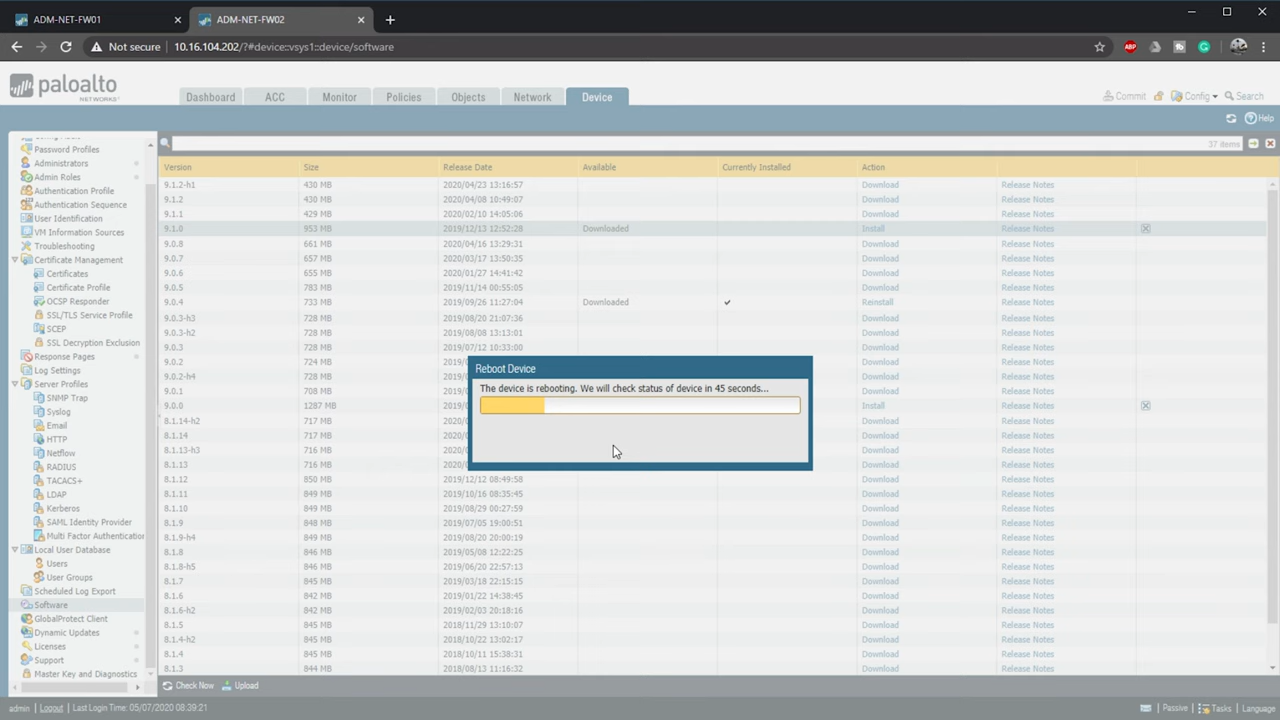 ADM-NET-FW01
ADM-NET-FW02
Not secure 10.16.104.202/?#device::vsys1::device/software
ABP
paloalto
NETWORKS
Dashboard ACC Monitor Policies Objects Network Device
Commit Config Search
Help
37 items
Password Profiles
Administrators
Admin Roles
Authentication Profile
Authentication Sequence
User Identification
VM Information Sources
Troubleshooting
Certificate Management
Certificates
Certificate Profile
OCSP Responder
SSL/TLS Service Profile
SCEP
SSL Decryption Exclusion
Response Pages
Log Settings
Server Profiles
SNMP Trap
Syslog
Email
HTTP
Netflow
RADIUS
TACACS+
LDAP
Kerberos
SAML Identity Provider
Multi Factor Authentication
Local User Database
Users
User Groups
Scheduled Log Export
Software
GlobalProtect Client
Dynamic Updates
Licenses
Support
Master Key and Diagnostics
Version Size Release Date Available Currently Installed Action
9.1.2-h1 430 MB 2020/04/23 13:16:57 Download Release Notes
9.1.2 430 MB 2020/04/08 10:49:07 Download Release Notes
9.1.1 429 MB 2020/02/10 14:05:06 Download Release Notes
9.1.0 953 MB 2019/12/13 12:52:28 Downloaded Install Release Notes
9.0.8 661 MB 2020/04/16 13:29:31 Download Release Notes
9.0.7 657 MB 2020/03/17 13:50:35 Download Release Notes
9.0.6 655 MB 2020/01/27 14:41:42 Download Release Notes
9.0.5 783 MB 2019/11/14 00:55:05 Download Release Notes
9.0.4 733 MB 2019/09/26 11:27:04 Downloaded ✓ Reinstall Release Notes
9.0.3-h3 728 MB 2019/08/20 21:07:36 Download Release Notes
9.0.3-h2 728 MB 2019/08/08 13:13:01 Download Release Notes
9.0.3 728 MB 2019/07/12 10:33:00 Download Release Notes
9.0.2 724 MB Download Release Notes
9.0.2-h4 724 MB Download Release Notes
9.0.1 708 MB Download Release Notes
9.0.0 1287 MB Install Release Notes
8.1.14-h2 717 MB Download Release Notes
8.1.14 717 MB Download Release Notes
8.1.13-h3 716 MB Download Release Notes
8.1.13 716 MB Download Release Notes
8.1.12 850 MB 2019/12/12 08:49:58 Download Release Notes
8.1.11 849 MB 2019/10/16 08:35:45 Download Release Notes
8.1.10 849 MB 2019/08/29 00:27:59 Download Release Notes
8.1.9 848 MB 2019/07/05 19:00:51 Download Release Notes
8.1.9-h4 849 MB 2019/08/20 20:00:19 Download Release Notes
8.1.8 846 MB 2019/05/08 12:22:25 Download Release Notes
8.1.8-h5 846 MB 2019/06/20 22:57:13 Download Release Notes
8.1.7 845 MB 2019/03/18 22:15:15 Download Release Notes
8.1.6 842 MB 2019/01/22 14:38:45 Download Release Notes
8.1.6-h2 842 MB 2019/02/03 20:18:16 Download Release Notes
8.1.5 845 MB 2018/11/29 13:10:07 Download Release Notes
8.1.4-h2 845 MB 2018/10/22 13:02:17 Download Release Notes
8.1.4 845 MB 2018/10/11 15:38:31 Download Release Notes
8.1.3 844 MB 2018/08/13 11:16:32 Download Release Notes
Reboot Device
The device is rebooting. We will check status of device in 45 seconds...
Check Now Upload
admin Logout Last Login Time: 05/07/2020 08:39:21 Passive Tasks Language